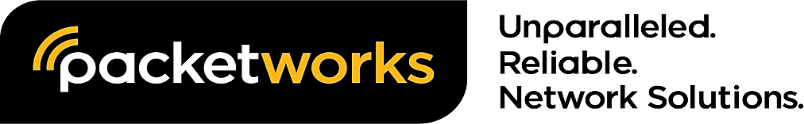 packetworks
Unparalleled.
Reliable.
Network Solutions.